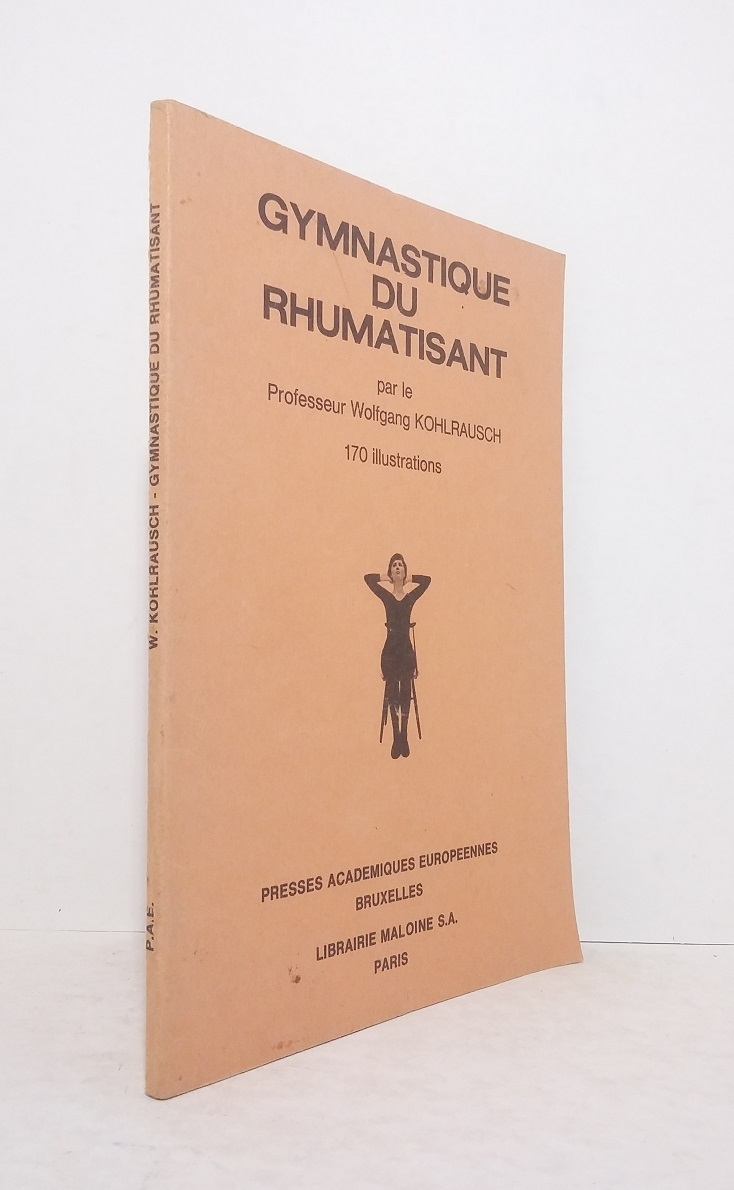 GYMNASTIQUE
DU
RHUMATISANT
par le
Professeur Wolfgang KOHLRAUSCH
170 illustrations
PRESSES ACADEMIQUES EUROPEENNES
BRUXELLES
LIBRAIRIE MALOINE S.A.
PARIS
W. KOHLRAUSCH - GYMNASTIQUE DU RHUMATISANT
P.A.E.